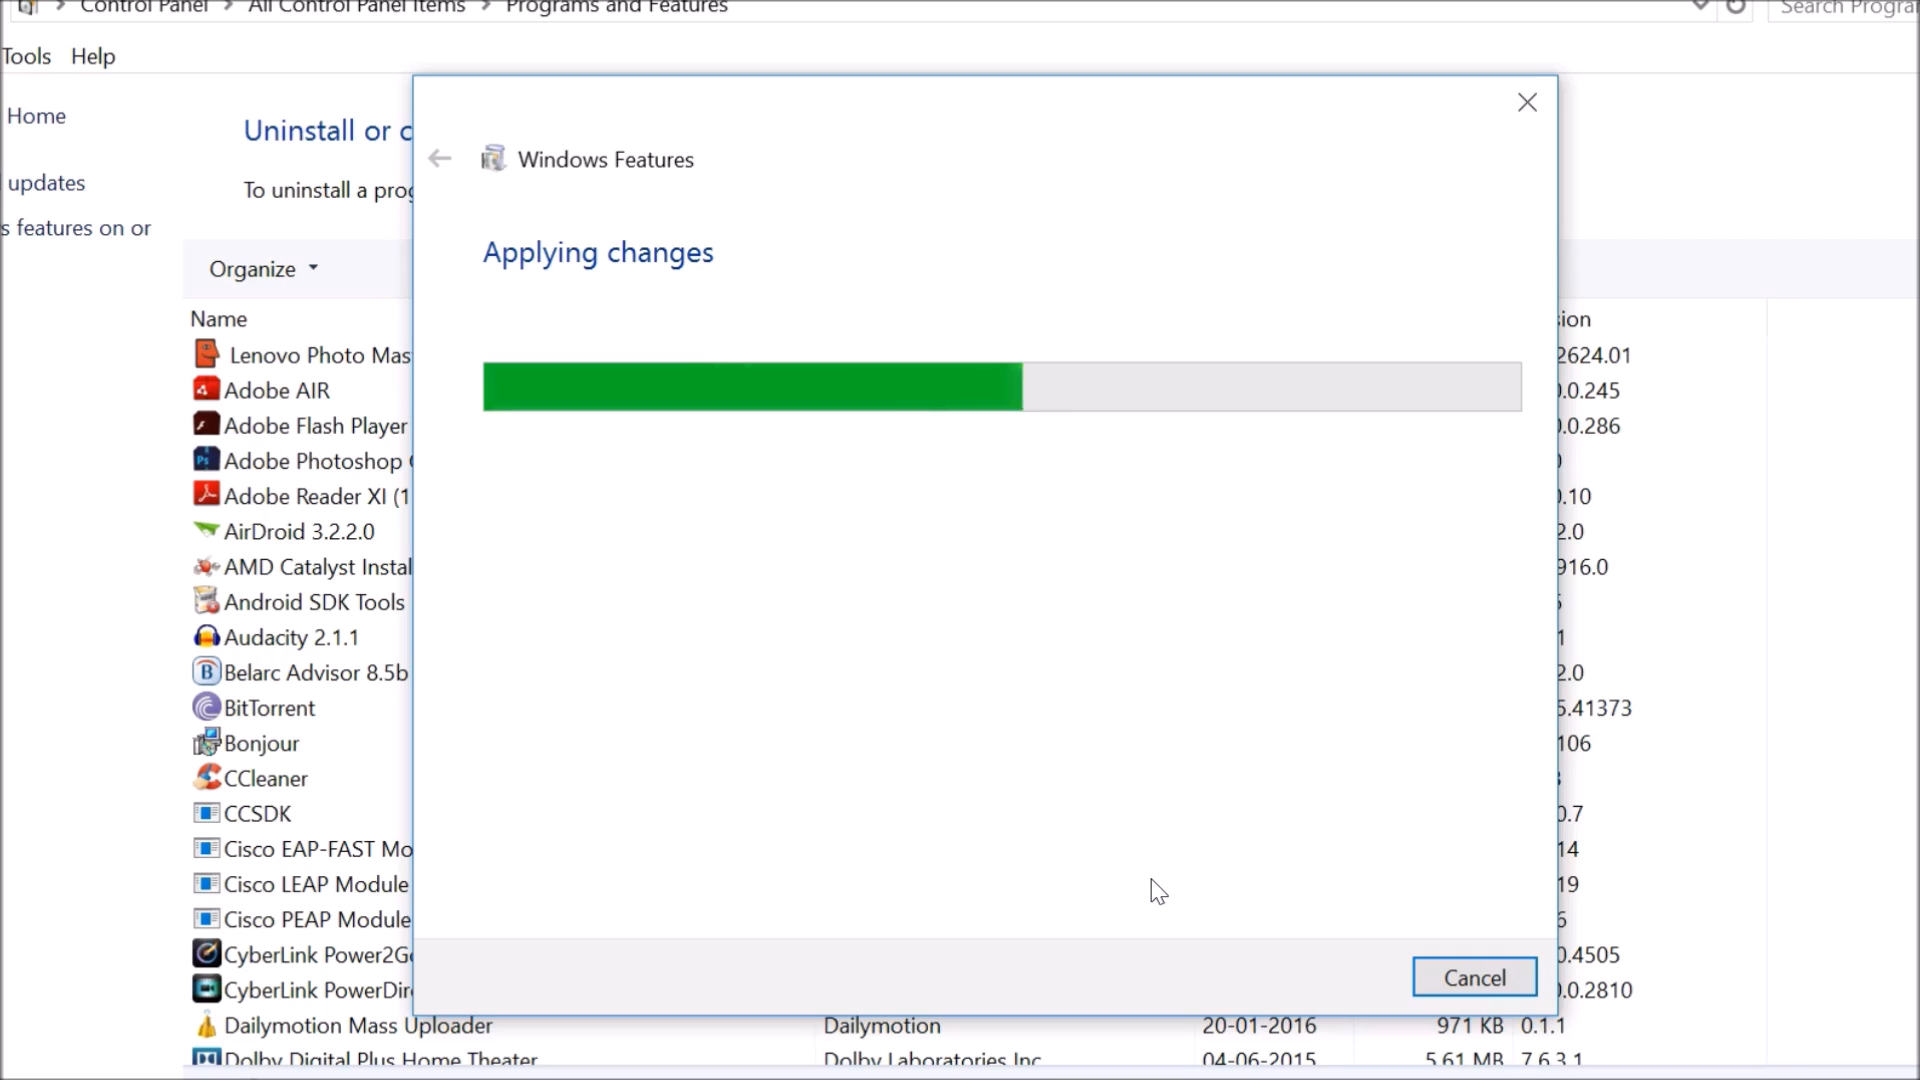 Control Panel > All Control Panel Items > Programs and Features
Search Progra
Tools Help
Home
updates
s features on or
Uninstall or c
To uninstall a prog
Windows Features
Applying changes
Organize
Name
ion
Lenovo Photo Mas
2624.01
Adobe AIR
.0.245
Adobe Flash Player
.0.286
Adobe Photoshop
Adobe Reader XI (1
.10
AirDroid 3.2.2.0
2.0
AMD Catalyst Instal
916.0
Android SDK Tools
Audacity 2.1.1
1
Belarc Advisor 8.5b
2.0
BitTorrent
5.41373
Bonjour
106
CCleaner
CCSDK
0.7
Cisco EAP-FAST Mo
14
Cisco LEAP Module
19
Cisco PEAP Module
CyberLink Power2Go
0.4505
CyberLink PowerDire
.0.2810
Cancel
Dailymotion Mass Uploader Dailymotion 20-01-2016 971 KB 0.1.1
Dolby Digital Plus Home Theater Dolby Laboratories Inc 04-06-2015 5.61 MB 7.6.3.1